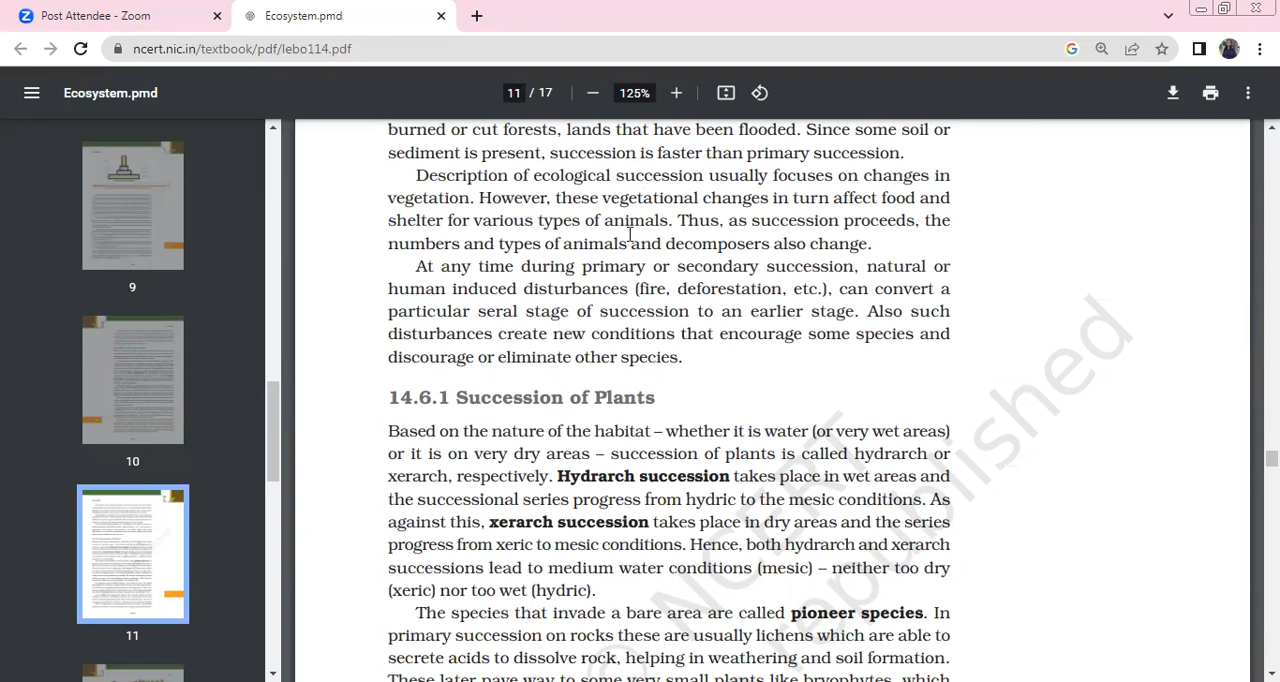 Post Attendee - Zoom
Ecosystem.pmd
ncert.nic.in/textbook/pdf/lebo114.pdf
Ecosystem.pmd
11 / 17
125%
burned or cut forests, lands that have been flooded. Since some soil or
sediment is present, succession is faster than primary succession.
Description of ecological succession usually focuses on changes in
vegetation. However, these vegetational changes in turn affect food and
shelter for various types of animals. Thus, as succession proceeds, the
numbers and types of animals and decomposers also change.
At any time during primary or secondary succession, natural or
human induced disturbances (fire, deforestation, etc.), can convert a
particular seral stage of succession to an earlier stage. Also such
disturbances create new conditions that encourage some species and
discourage or eliminate other species.
14.6.1 Succession of Plants
Based on the nature of the habitat – whether it is water (or very wet areas)
or it is on very dry areas – succession of plants is called hydrarch or
xerarch, respectively. Hydrarch succession takes place in wet areas and
the successional series progress from hydric to the mesic conditions. As
against this, xerarch succession takes place in dry areas and the series
progress from xeric to mesic conditions. Hence, both hydrarch and xerarch
successions lead to medium water conditions (mesic) – neither too dry
(xeric) nor too wet (hydric).
The species that invade a bare area are called pioneer species. In
primary succession on rocks these are usually lichens which are able to
secrete acids to dissolve rock, helping in weathering and soil formation.
These later pave way to some very small plants like bryophytes, which
9
10
11
© NCERT
republished